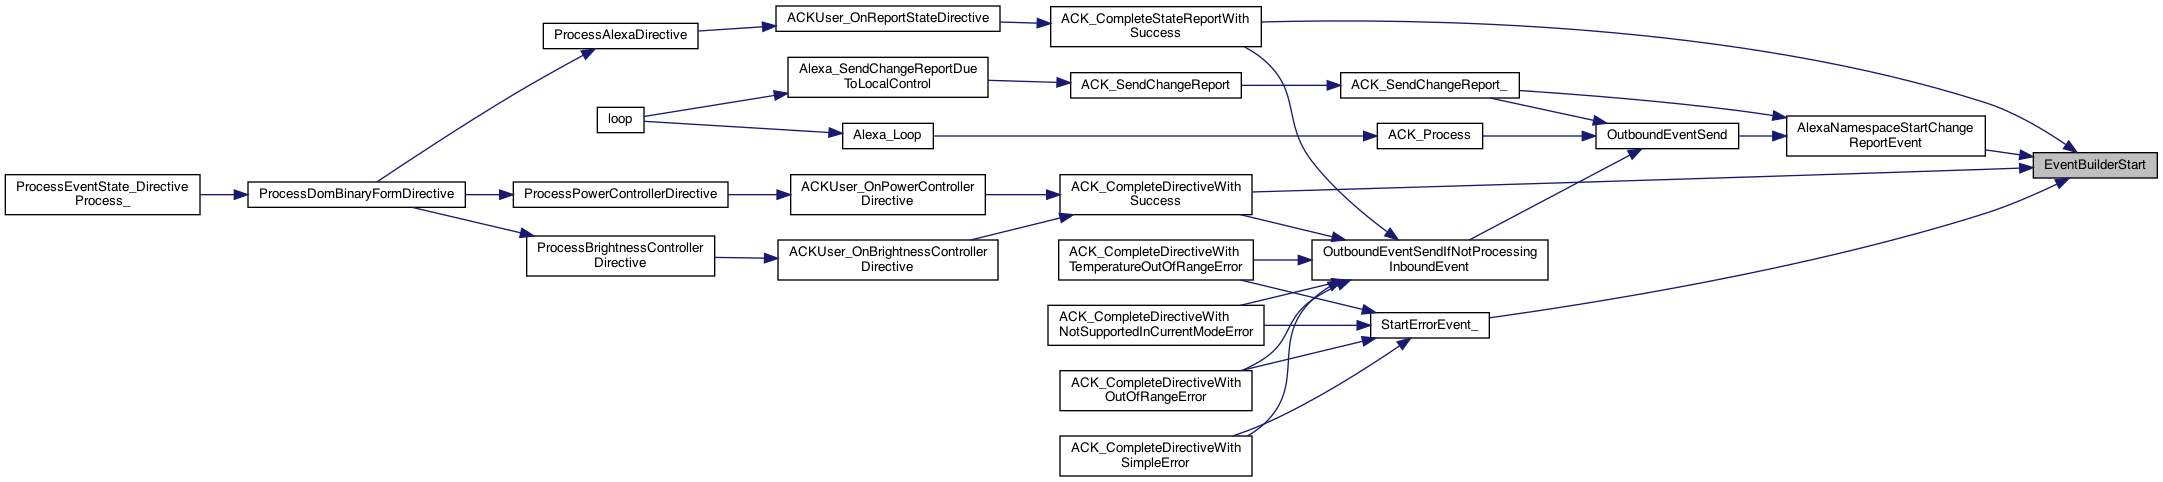 ProcessEventState_Directive
Process_
ProcessDomBinaryFormDirective
ProcessAlexaDirective
loop
ProcessPowerControllerDirective
ProcessBrightnessController
Directive
ACKUser_OnReportStateDirective
Alexa_SendChangeReportDue
ToLocalControl
Alexa_Loop
ACKUser_OnPowerController
Directive
ACKUser_OnBrightnessController
Directive
ACK_CompleteStateReportWith
Success
ACK_SendChangeReport
ACK_CompleteDirectiveWith
Success
ACK_CompleteDirectiveWith
TemperatureOutOfRangeError
ACK_CompleteDirectiveWith
NotSupportedInCurrentModeError
ACK_CompleteDirectiveWith
OutOfRangeError
ACK_CompleteDirectiveWith
SimpleError
ACK_SendChangeReport_
ACK_Process
OutboundEventSendIfNotProcessing
InboundEvent
StartErrorEvent_
OutboundEventSend
AlexaNamespaceStartChange
ReportEvent
EventBuilderStart